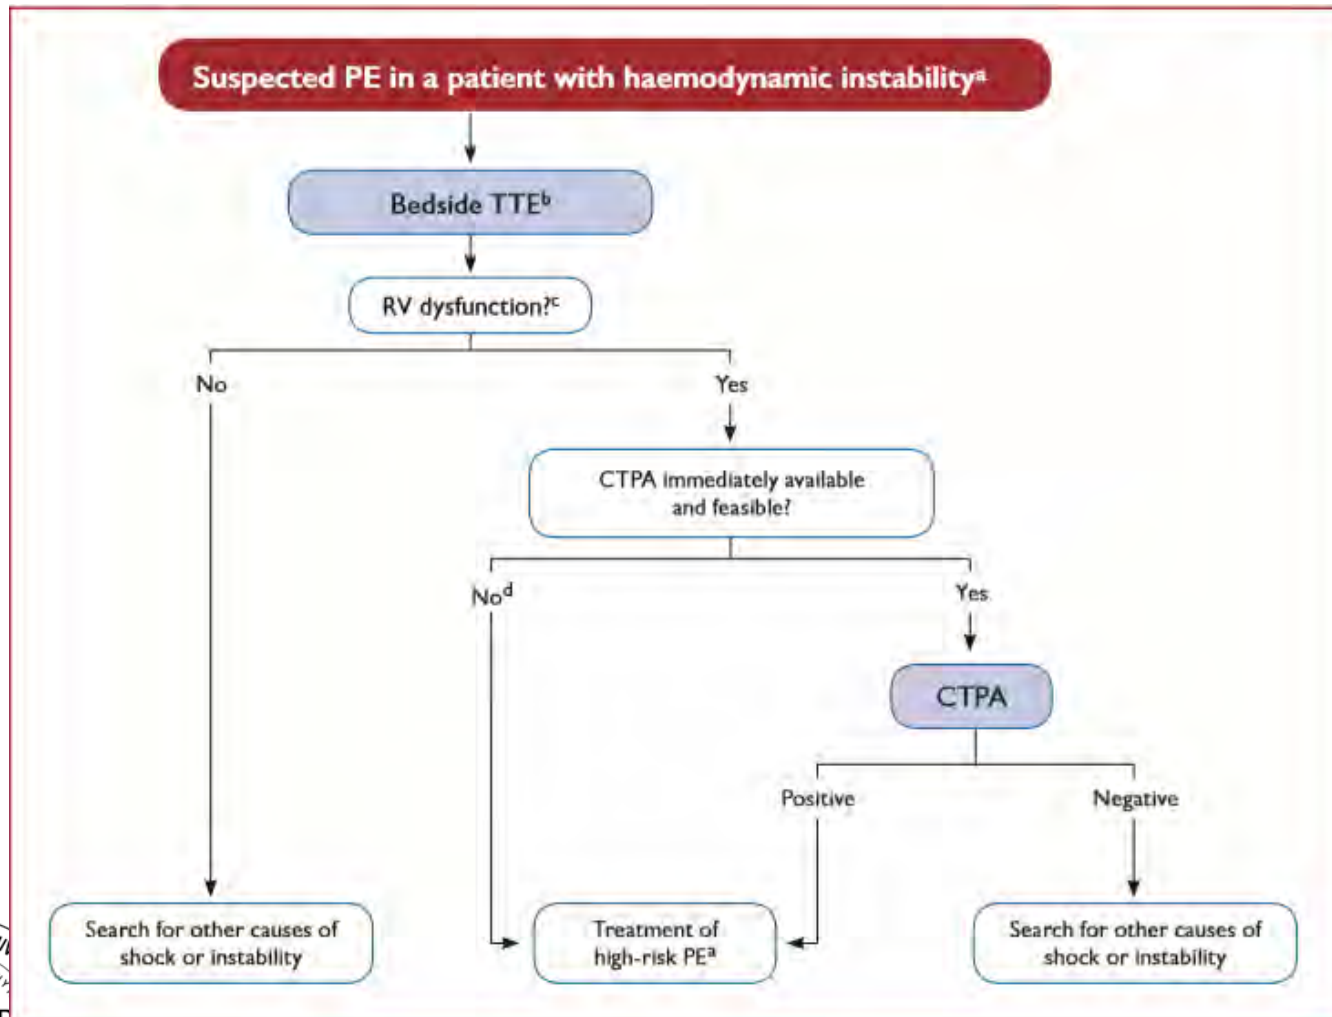 Suspected PE in a patient with haemodynamic instabilityᵃ
Bedside TTEᵇ
RV dysfunction?ᶜ
No
Yes
CTPA immediately available
and feasible?
Noᵈ
Yes
CTPA
Positive
Negative
Search for other causes of
shock or instability
Treatment of
high-risk PEᵃ
Search for other causes of
shock or instability